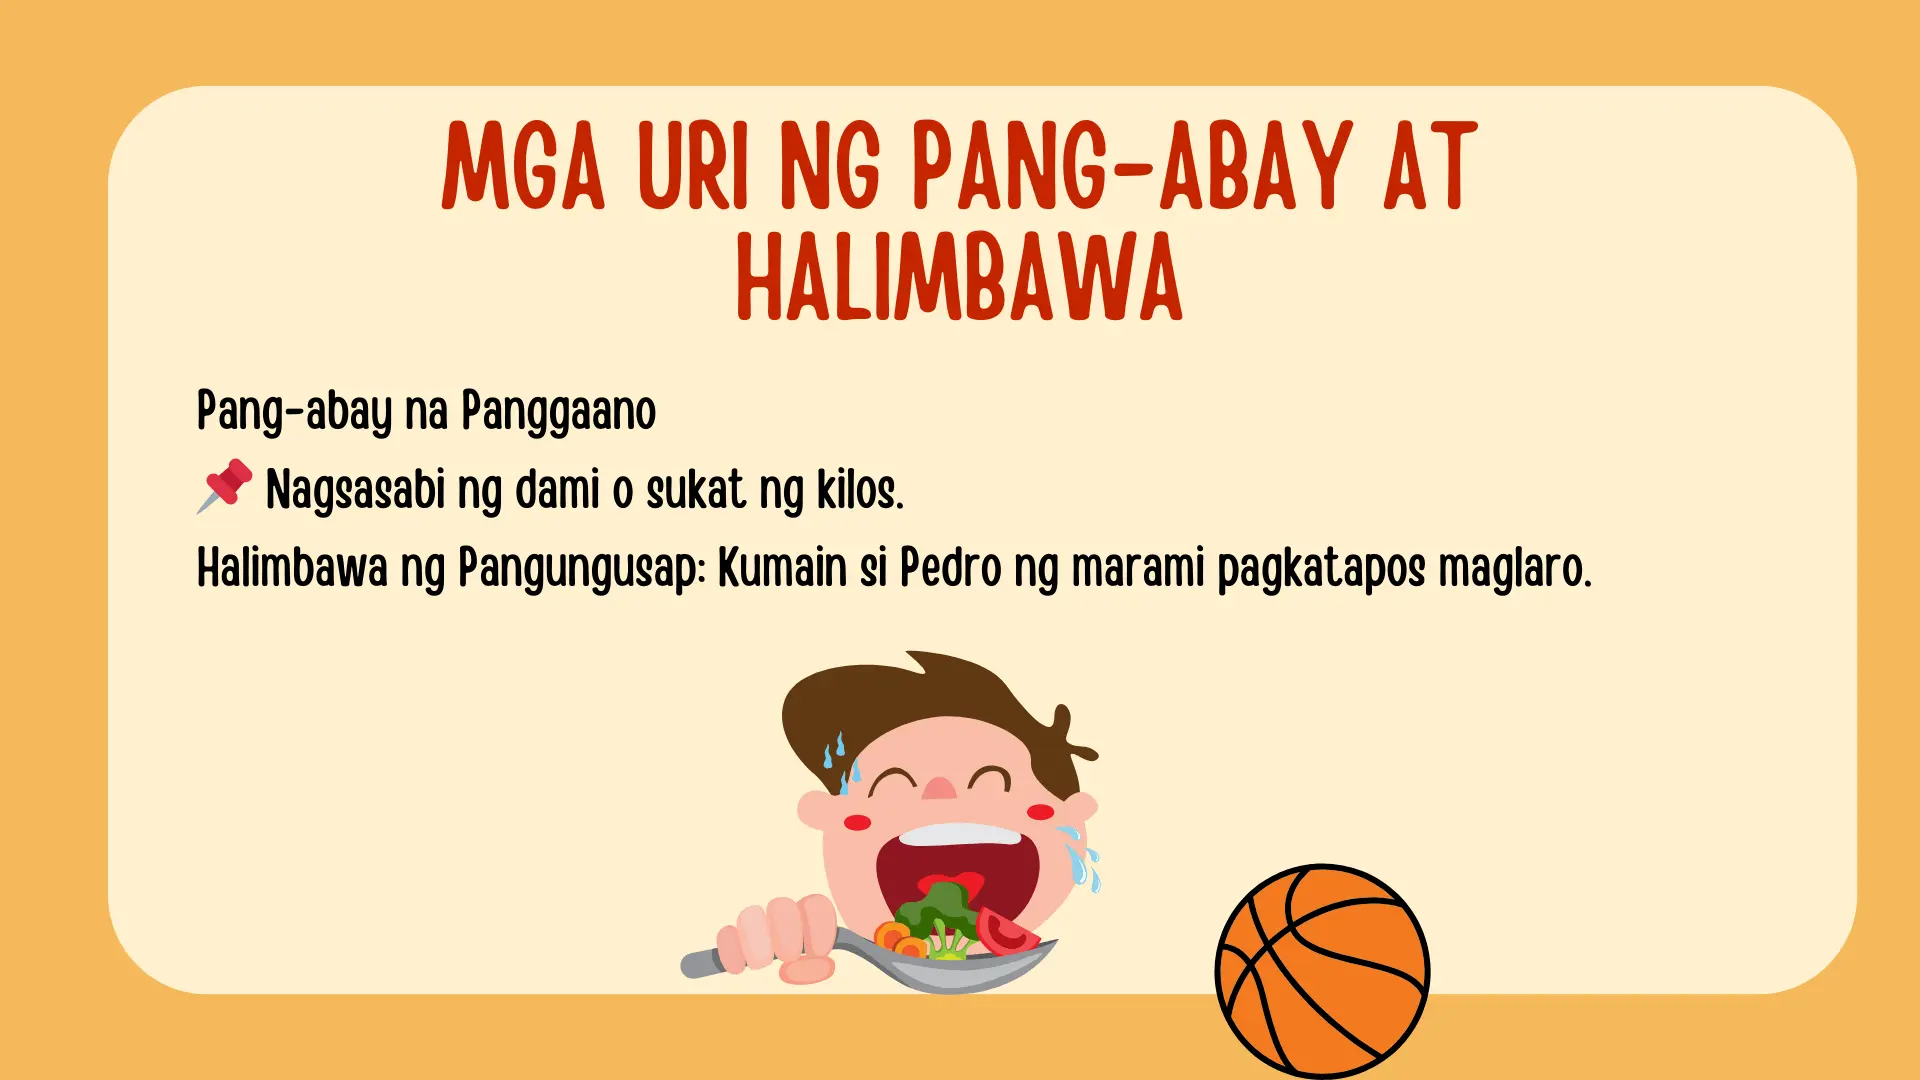 MGA URI NG PANG-ABAY AT
HALIMBAWA
Pang-abay na Panggaano
Nagsasabi ng dami o sukat ng kilos.
Halimbawa ng Pangungusap: Kumain si Pedro ng marami pagkatapos maglaro.